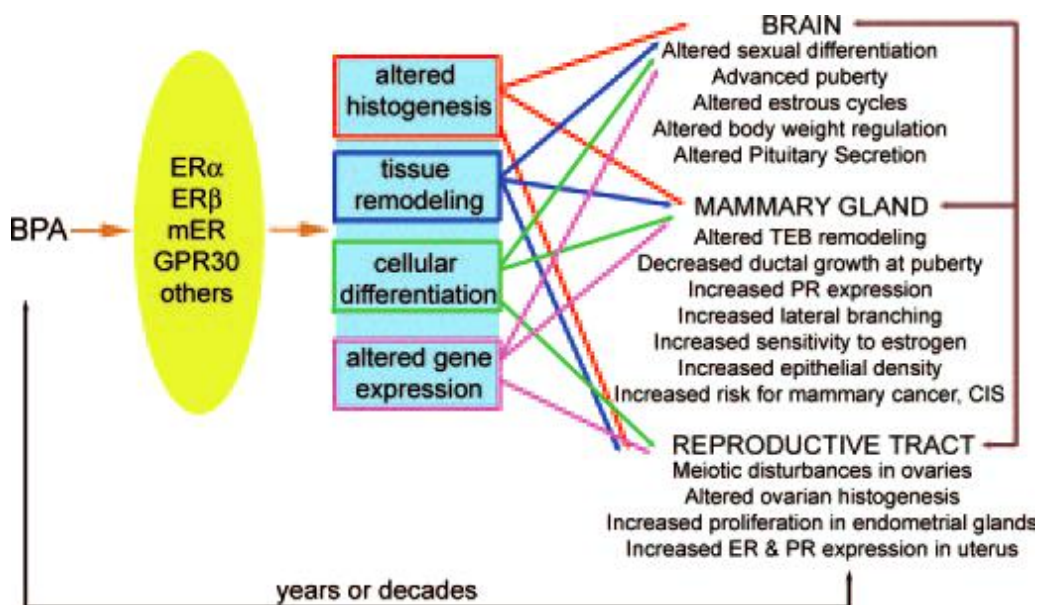 BPA
ERα
ERβ
mER
GPR30
others
altered
histogenesis
tissue
remodeling
cellular
differentiation
altered gene
expression
BRAIN
Altered sexual differentiation
Advanced puberty
Altered estrous cycles
Altered body weight regulation
Altered Pituitary Secretion
MAMMARY GLAND
Altered TEB remodeling
Decreased ductal growth at puberty
Increased PR expression
Increased lateral branching
Increased sensitivity to estrogen
Increased epithelial density
Increased risk for mammary cancer, CIS
REPRODUCTIVE TRACT
Meiotic disturbances in ovaries
Altered ovarian histogenesis
Increased proliferation in endometrial glands
Increased ER & PR expression in uterus
years or decades